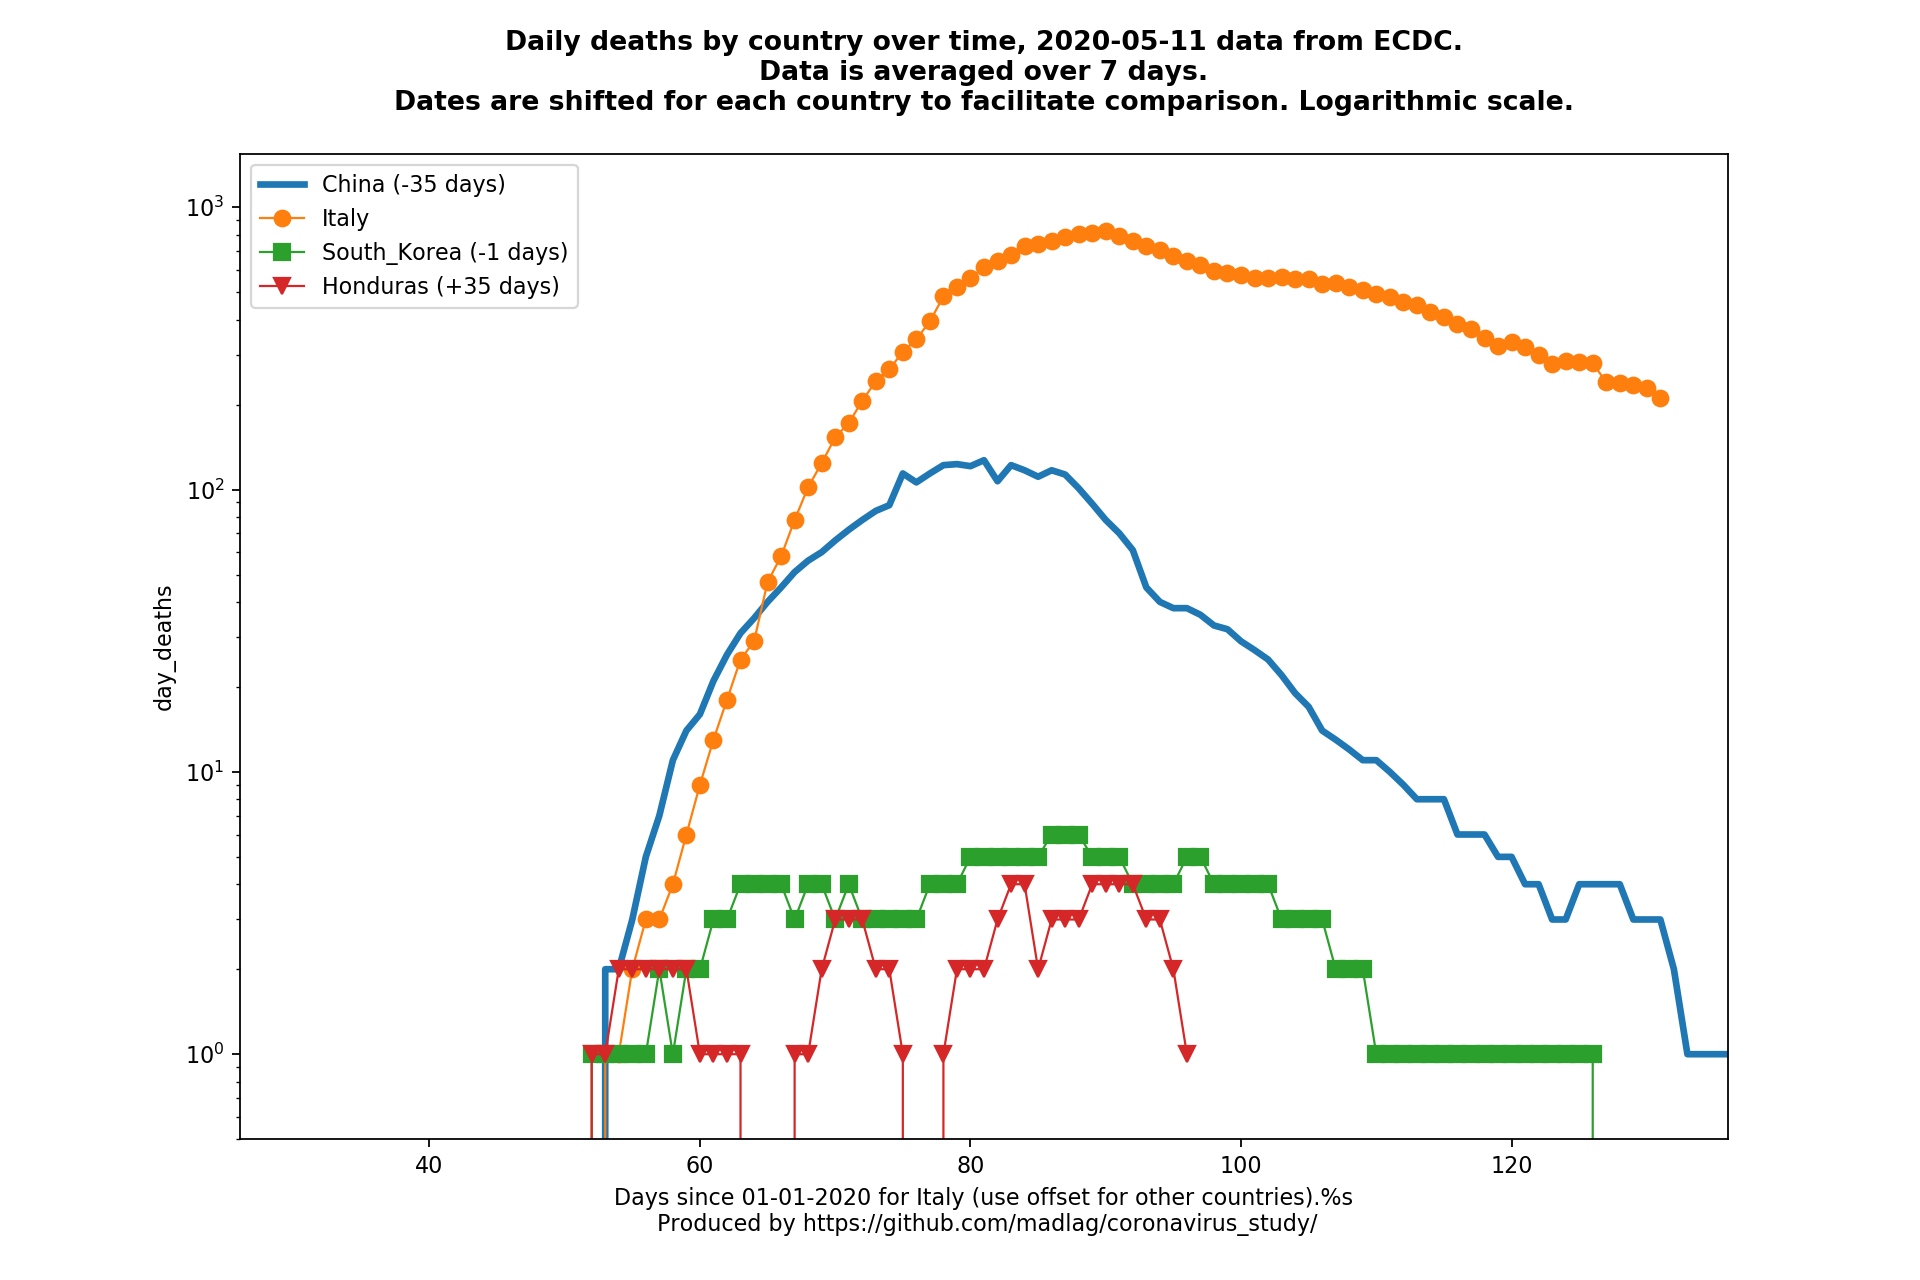 Daily deaths by country over time, 2020-05-11 data from ECDC.
Data is averaged over 7 days.
Dates are shifted for each country to facilitate comparison. Logarithmic scale.
China (-35 days)
Italy
South_Korea (-1 days)
Honduras (+35 days)
10³
10²
10¹
10⁰
day_deaths
40 60 80 100 120
Days since 01-01-2020 for Italy (use offset for other countries).%s
Produced by https://github.com/madlag/coronavirus_study/